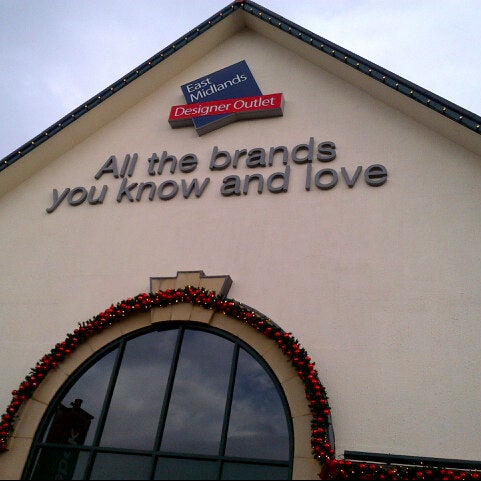 East
Midlands
Designer Outlet
All the brands
you know and love